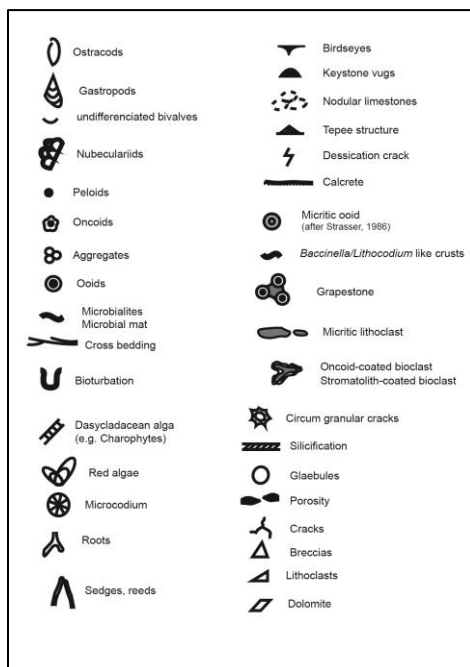 Ostracods
Gastropods
undifferenciated bivalves
Nubeculariids
Peloids
Oncoids
Aggregates
Ooids
Microbialites
Microbial mat
Cross bedding
Bioturbation
Dasycladacean alga
(e.g. Charophytes)
Red algae
Microcodium
Roots
Sedges, reeds
Birdseyes
Keystone vugs
Nodular limestones
Tepee structure
Dessication crack
Calcrete
Micritic ooid
(after Strasser, 1986)
Baccinella/Lithocodium like crusts
Grapestone
Micritic lithoclast
Oncoid-coated bioclast
Stromatolith-coated bioclast
Circum granular cracks
Silicification
Glaebules
Porosity
Cracks
Breccias
Lithoclasts
Dolomite